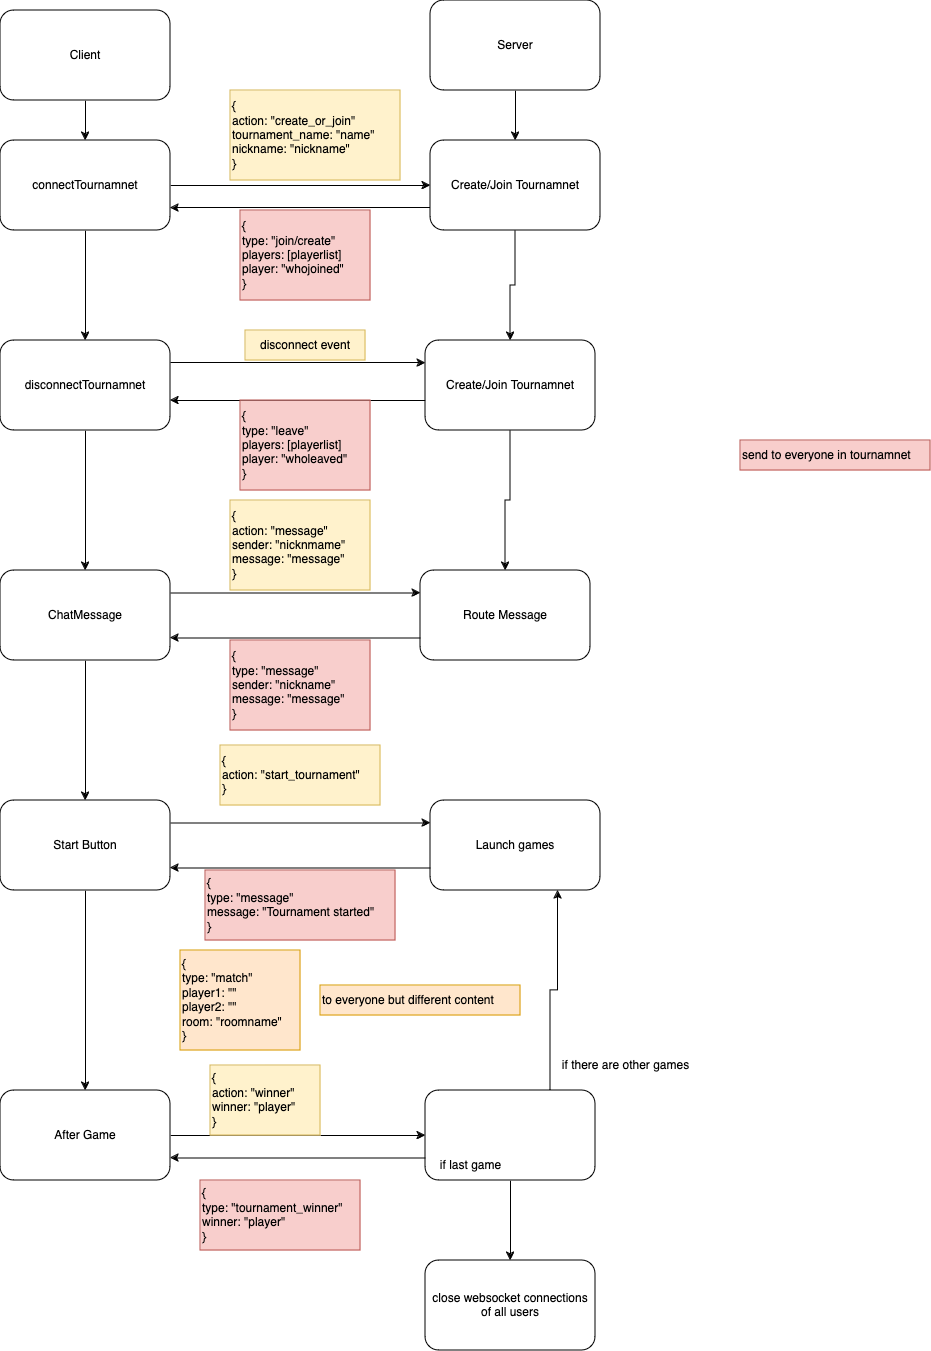 Client
Server
{
action: "create_or_join"
tournament_name: "name"
nickname: "nickname"
}
connectTournamnet
Create/Join Tournamnet
{
type: "join/create"
players: [playerlist]
player: "whojoined"
}
disconnect event
disconnectTournamnet
Create/Join Tournamnet
{
type: "leave"
players: [playerlist]
player: "wholeaved"
}
send to everyone in tournamnet
{
action: "message"
sender: "nicknmame"
message: "message"
}
ChatMessage
Route Message
{
type: "message"
sender: "nickname"
message: "message"
}
{
action: "start_tournament"
}
Start Button
Launch games
{
type: "message"
message: "Tournament started"
}
{
type: "match"
player1: ""
player2: ""
room: "roomname"
}
to everyone but different content
if there are other games
{
action: "winner"
winner: "player"
}
After Game
if last game
{
type: "tournament_winner"
winner: "player"
}
close websocket connections
of all users